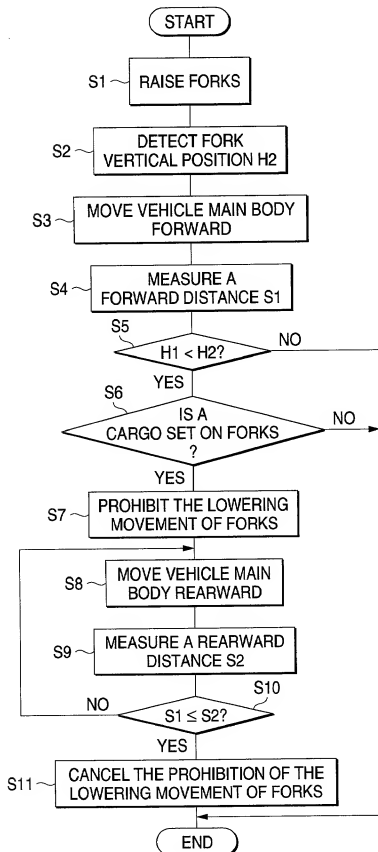 START
S1
RAISE FORKS
S2
DETECT FORK
VERTICAL POSITION H2
S3
MOVE VEHICLE MAIN BODY
FORWARD
S4
MEASURE A
FORWARD DISTANCE S1
S5
H1 < H2?
NO
YES
S6
IS A
CARGO SET ON FORKS
?
NO
YES
S7
PROHIBIT THE LOWERING
MOVEMENT OF FORKS
S8
MOVE VEHICLE MAIN
BODY REARWARD
S9
MEASURE A REARWARD
DISTANCE S2
S10
S1 ≤ S2?
NO
YES
S11
CANCEL THE PROHIBITION OF THE
LOWERING MOVEMENT OF FORKS
END